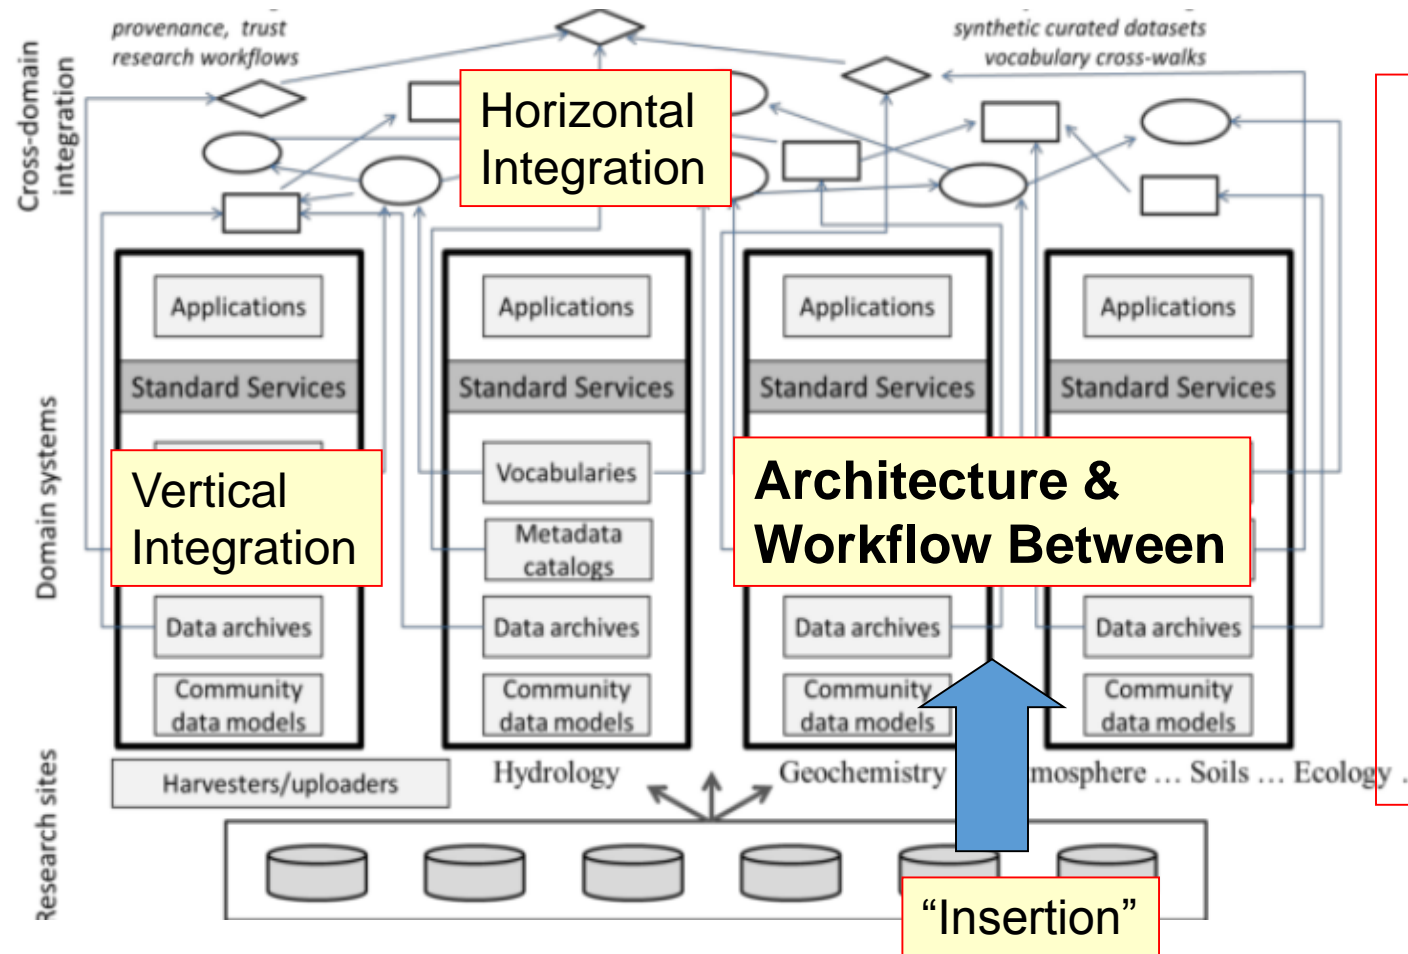 provenance, trust
research workflows
synthetic curated datasets
vocabulary cross-walks
Cross-domain
integration
Horizontal
Integration
Applications
Applications
Applications
Applications
Standard Services
Standard Services
Standard Services
Standard Services
Domain systems
Vertical
Integration
Vocabularies
Architecture &
Workflow Between
Metadata
catalogs
Data archives
Data archives
Data archives
Data archives
Community
data models
Community
data models
Community
data models
Community
data models
Research sites
Harvesters/uploaders
Hydrology
Geochemistry
mosphere … Soils … Ecology
“Insertion”